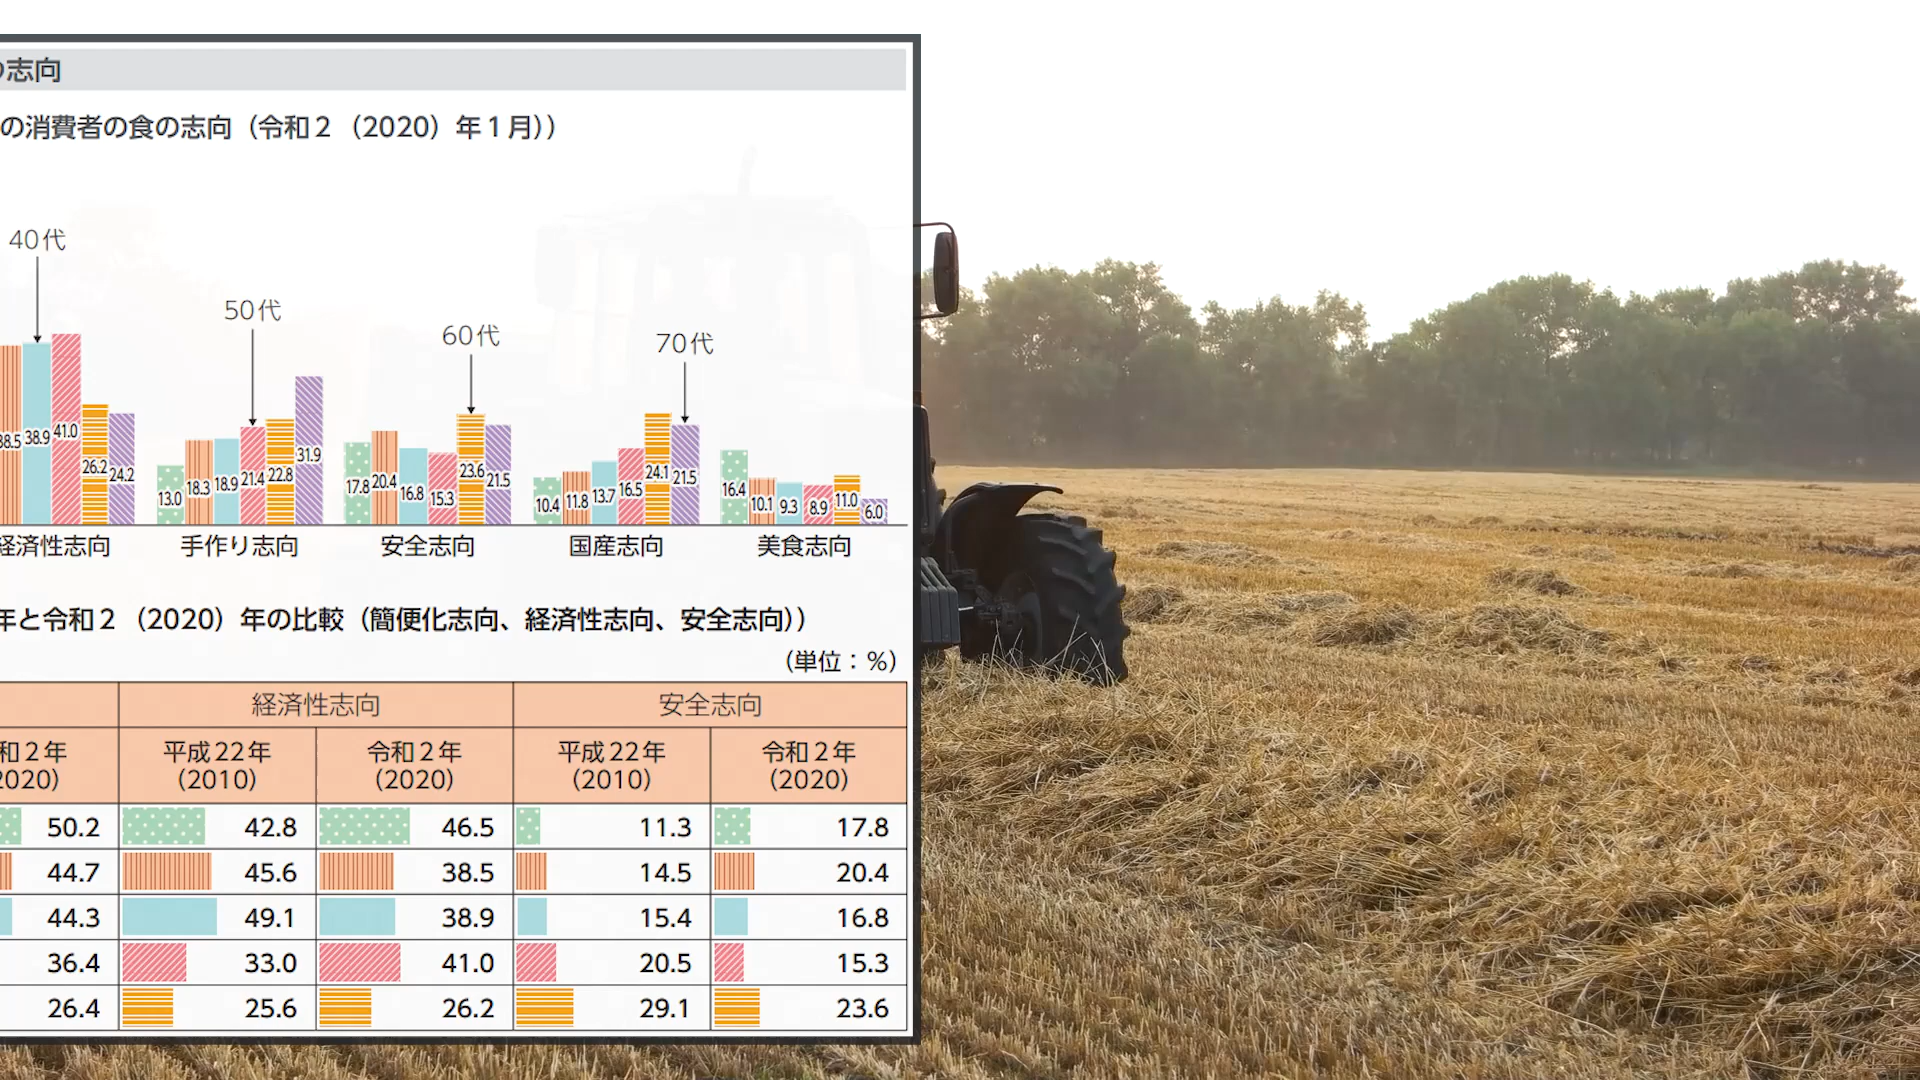 の志向
の消費者の食の志向（令和2（2020）年1月））
40代
50代
60代
70代
38.5 38.9 41.0 26.2 24.2
13.0 18.3 18.9 21.4 22.8 31.9
17.8 20.4 16.8 15.3 23.6 21.5
10.4 11.8 13.7 16.5 24.1 21.5
16.4 10.1 9.3 8.9 11.0 6.0
経済性志向 手作り志向 安全志向 国産志向 美食志向
年と令和2（2020）年の比較（簡便化志向、経済性志向、安全志向））
（単位：%）
経済性志向 安全志向
和2年 平成22年 令和2年 平成22年 令和2年
2020） （2010） （2020） （2010） （2020）
50.2 42.8 46.5 11.3 17.8
44.7 45.6 38.5 14.5 20.4
44.3 49.1 38.9 15.4 16.8
36.4 33.0 41.0 20.5 15.3
26.4 25.6 26.2 29.1 23.6